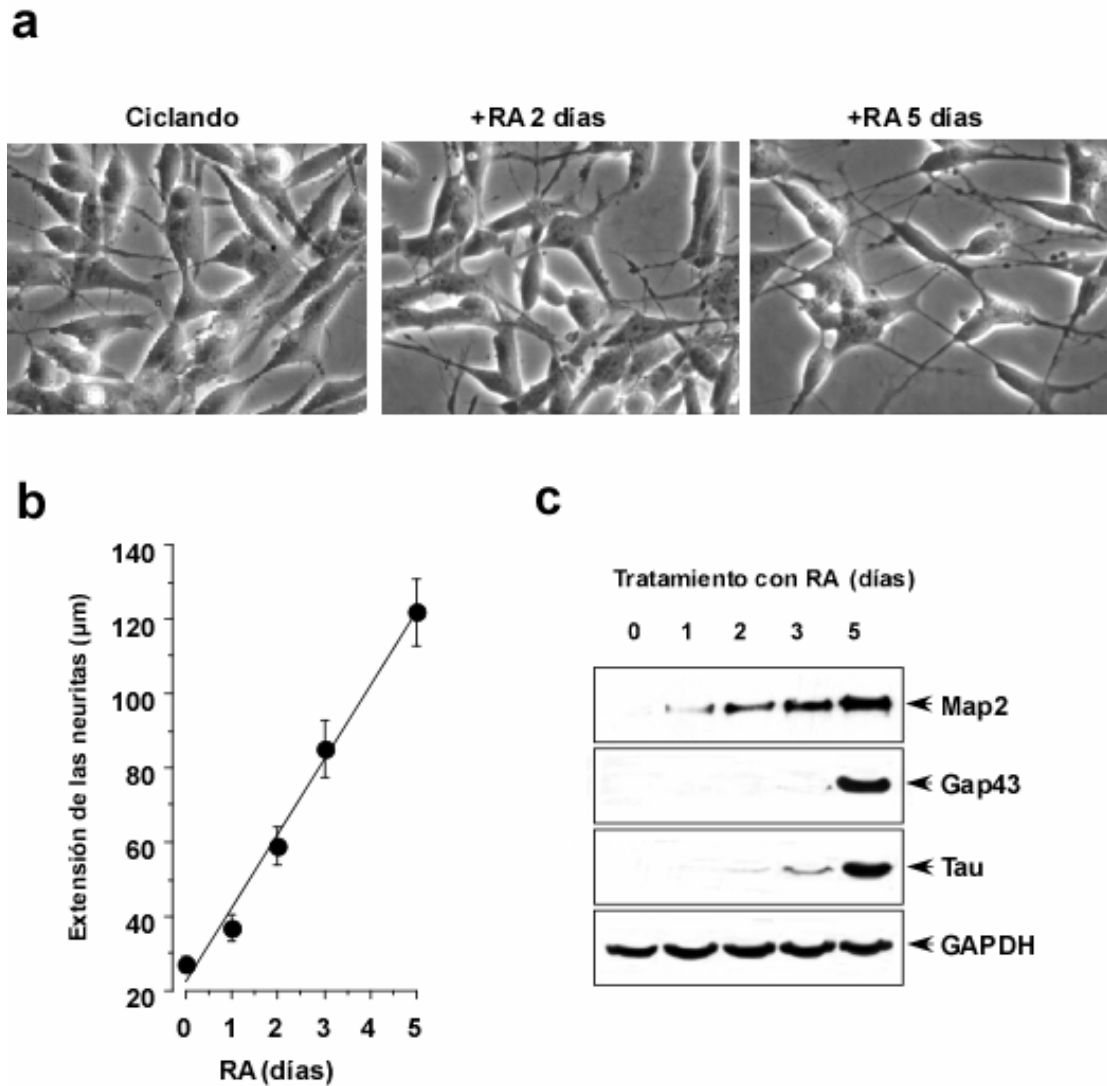 a
Ciclando +RA 2 días +RA 5 días
b
c
140
120
100
80
60
40
20
Extensión de las neuritas (µm)
0 1 2 3 4 5
RA (días)
Tratamiento con RA (días)
0 1 2 3 5
Map2
Gap43
Tau
GAPDH